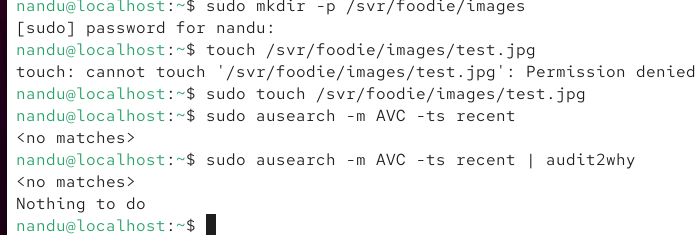 nandu@localhost:~$ sudo mkdir -p /svr/foodie/images
[sudo] password for nandu:
nandu@localhost:~$ touch /svr/foodie/images/test.jpg
touch: cannot touch '/svr/foodie/images/test.jpg': Permission denied
nandu@localhost:~$ sudo touch /svr/foodie/images/test.jpg
nandu@localhost:~$ sudo ausearch -m AVC -ts recent
<no matches>
nandu@localhost:~$ sudo ausearch -m AVC -ts recent | audit2why
<no matches>
Nothing to do
nandu@localhost:~$